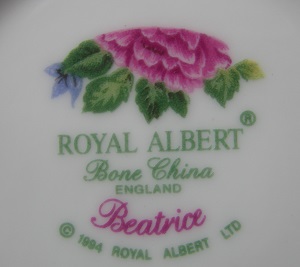 ROYAL ALBERT®
Bone China
ENGLAND
Beatrice
© 1994 ROYAL ALBERT LTD